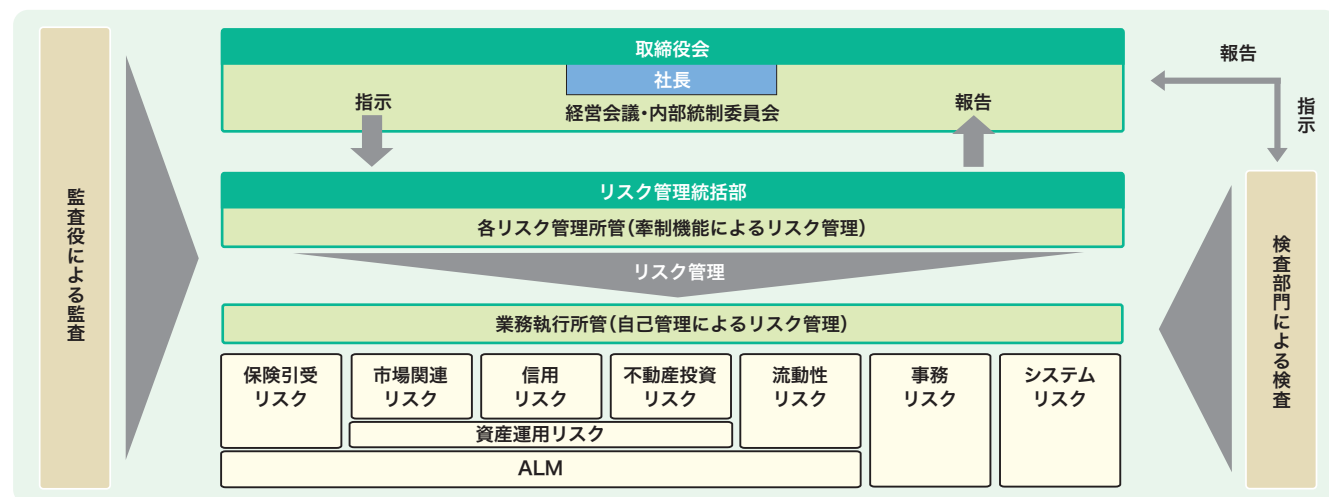 取締役会
社長
経営会議・内部統制委員会
指示
報告
報告
指示
監査役による監査
リスク管理統括部
各リスク管理所管(牽制機能によるリスク管理)
リスク管理
業務執行所管(自己管理によるリスク管理)
検査部門による検査
保険引受
リスク
市場関連
リスク
信用
リスク
不動産投資
リスク
流動性
リスク
事務
リスク
システム
リスク
資産運用リスク
ALM